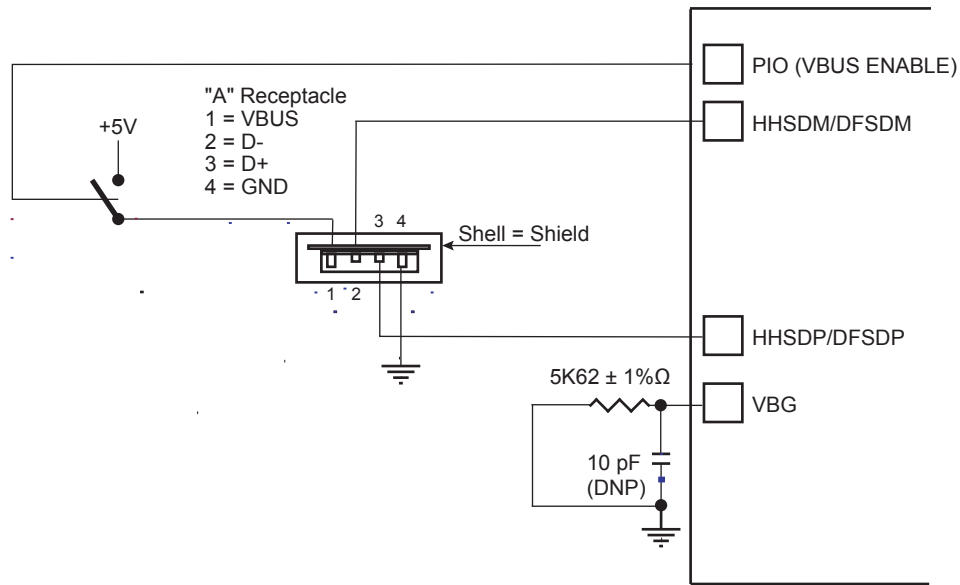 PIO (VBUS ENABLE)
"A" Receptacle
1 = VBUS
2 = D-
3 = D+
4 = GND
+5V
HHSDM/DFSDM
3 4
Shell = Shield
1 2
HHSDP/DFSDP
5K62 ± 1%Ω
VBG
10 pF
(DNP)